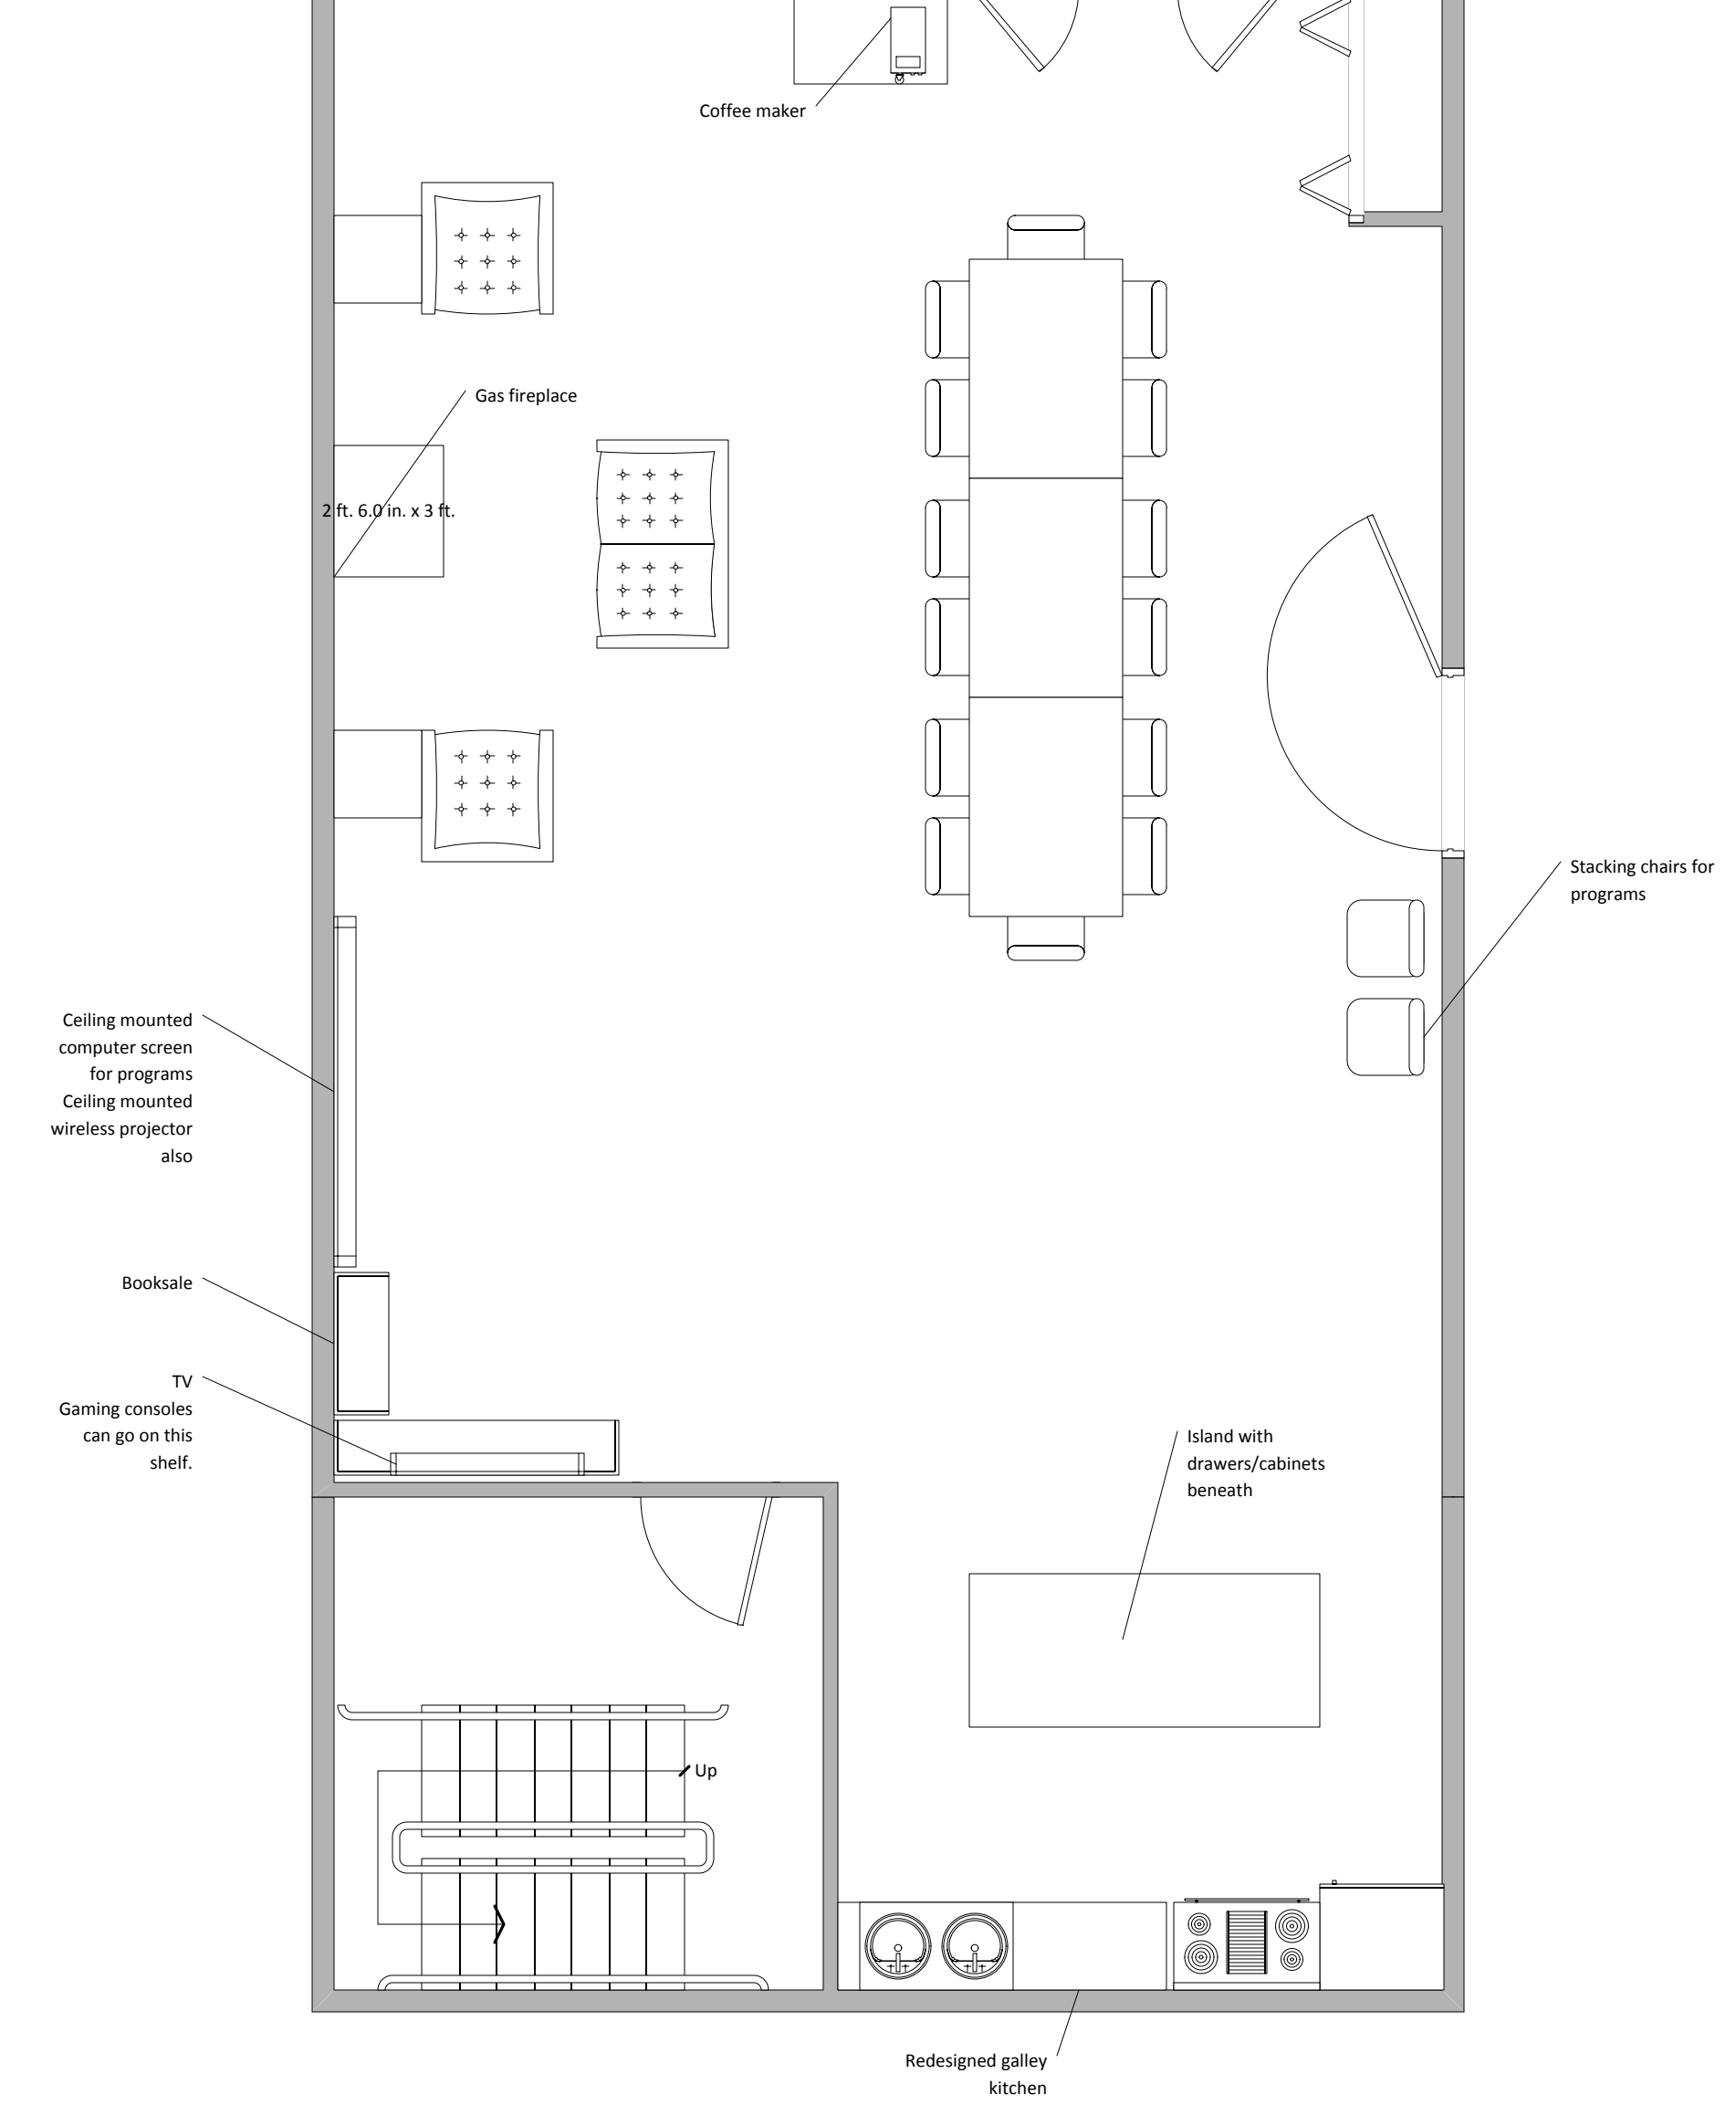 Coffee maker
Gas fireplace
2 ft. 6.0 in. x 3 ft.
Stacking chairs for
programs
Ceiling mounted
computer screen
for programs
Ceiling mounted
wireless projector
also
Booksale
TV
Gaming consoles
can go on this
shelf.
Island with
drawers/cabinets
beneath
Up
Redesigned galley
kitchen